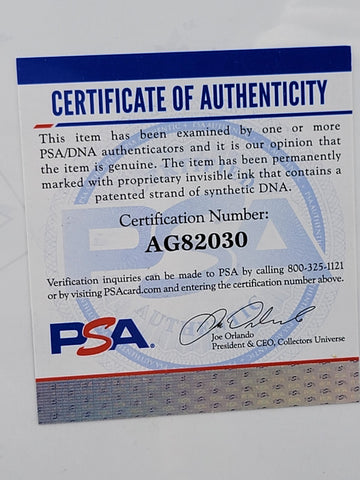 CERTIFICATE OF AUTHENTICITY
This item has been examined by one or more
PSA/DNA authenticators and it is our opinion that
the item is genuine. The item has been permanently
marked with proprietary invisible ink that contains a
patented strand of synthetic DNA.
Certification Number:
AG82030
Verification inquiries can be made to PSA by calling 800-325-1121
or by visiting PSAcard.com and entering the certification number above.
PSA.
Joe Orlando
President & CEO, Collectors Universe